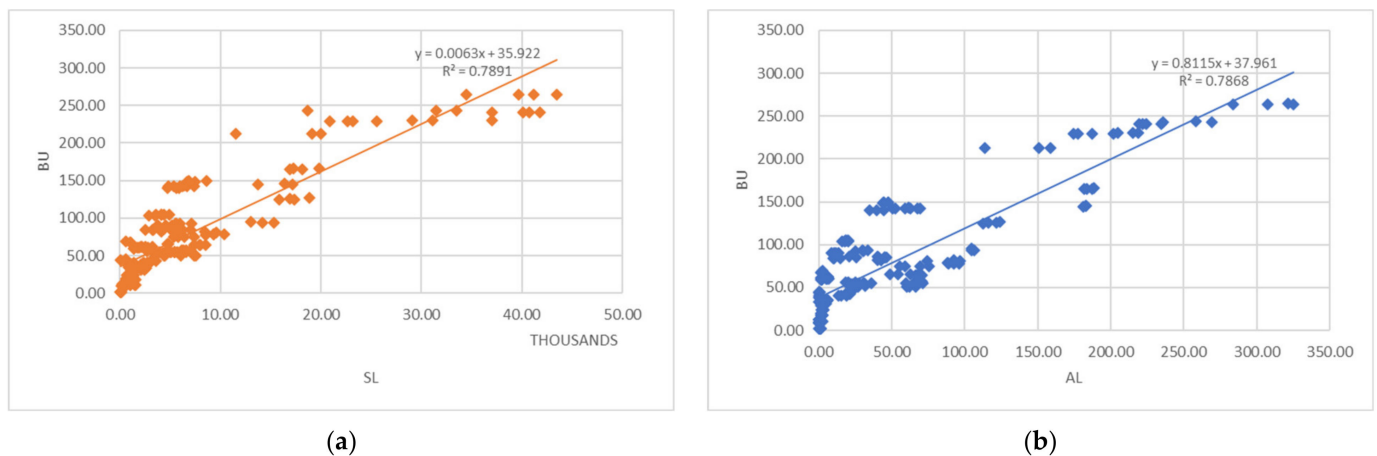 350.00
300.00
250.00
200.00
150.00
100.00
50.00
0.00
BU
y = 0.0063x + 35.922
R² = 0.7891
0.00 10.00 20.00 30.00 40.00 50.00
THOUSANDS
SL
(a)
350.00
300.00
250.00
200.00
150.00
100.00
50.00
0.00
BU
y = 0.8115x + 37.961
R² = 0.7868
0.00 50.00 100.00 150.00 200.00 250.00 300.00 350.00
AL
(b)